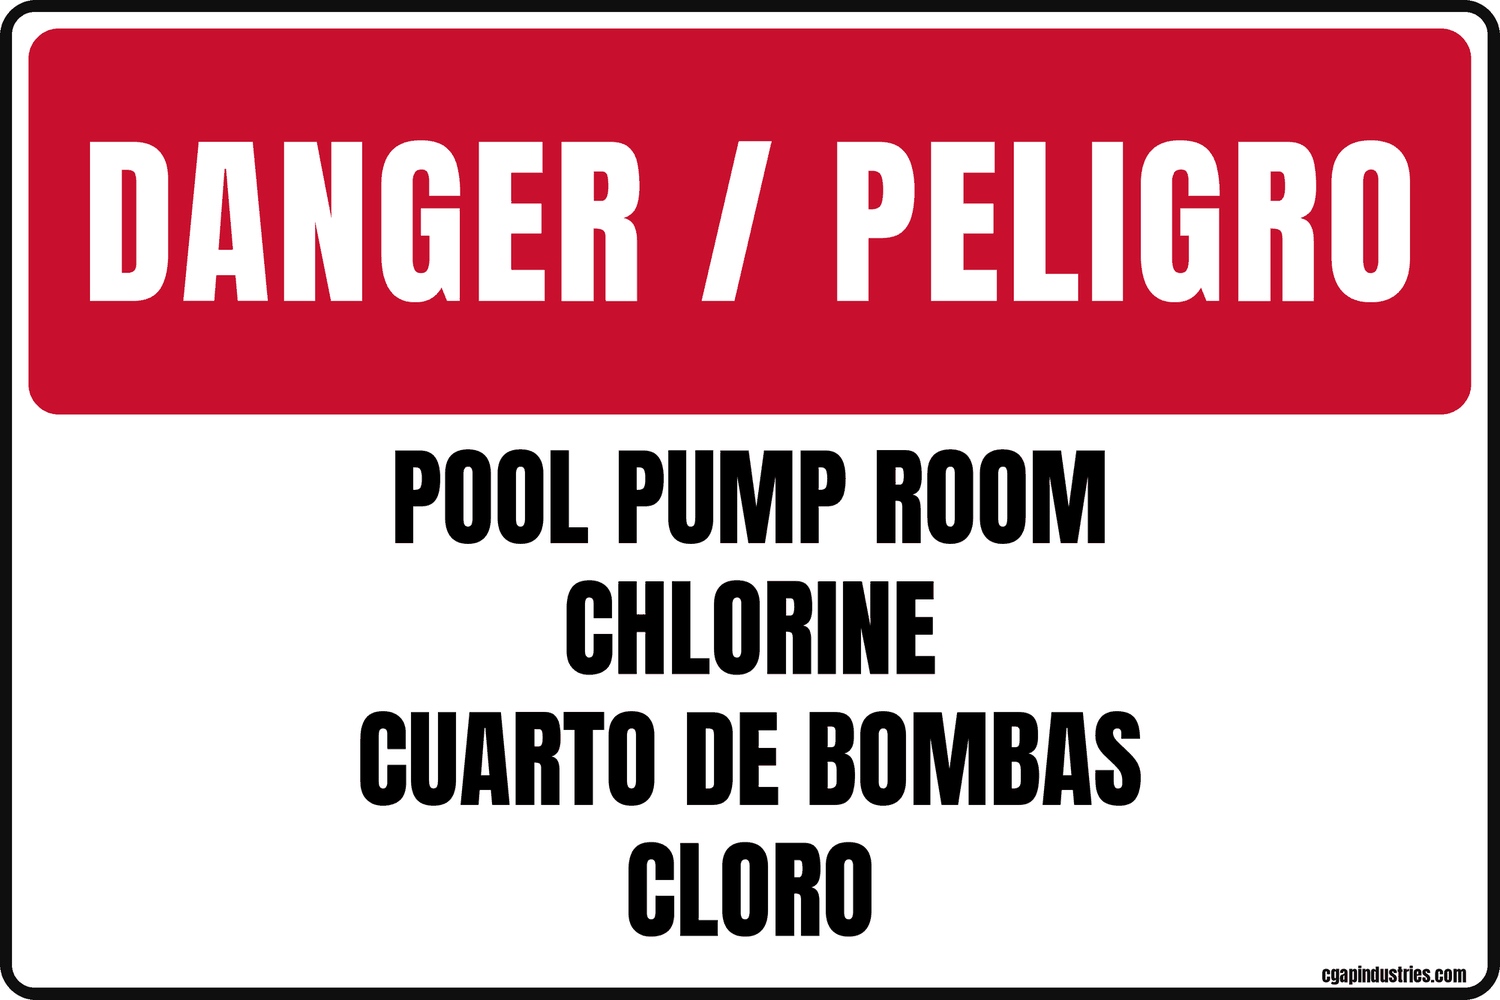 DANGER / PELIGRO
POOL PUMP ROOM
CHLORINE
CUARTO DE BOMBAS
CLORO
cgapindustries.com